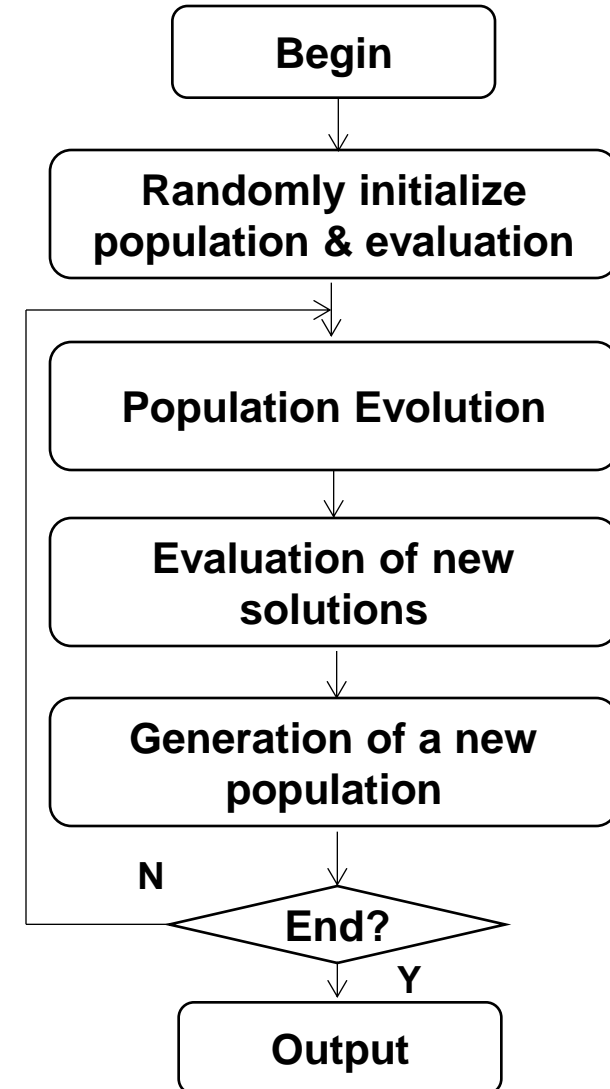 Begin
Randomly initialize
population & evaluation
Population Evolution
Evaluation of new
solutions
Generation of a new
population
N
End?
Y
Output